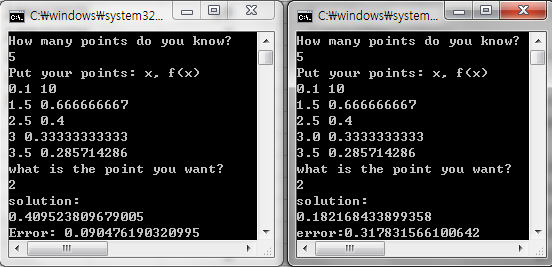 C:₩windows₩system32...
How many points do you know?
5
Put your points: x, f(x)
0.1 10
1.5 0.666666667
2.5 0.4
3 0.33333333333
3.5 0.285714286
what is the point you want?
2
solution:
0.409523809679005
Error: 0.090476190320995
C:₩windows₩system...
How many points do you know?
5
Put your points: x, f(x)
0.1 10
1.5 0.666666667
2.5 0.4
3.0 0.3333333333
3.5 0.285714286
what is the point you want?
2
solution:
0.182168433899358
error:0.317831566100642